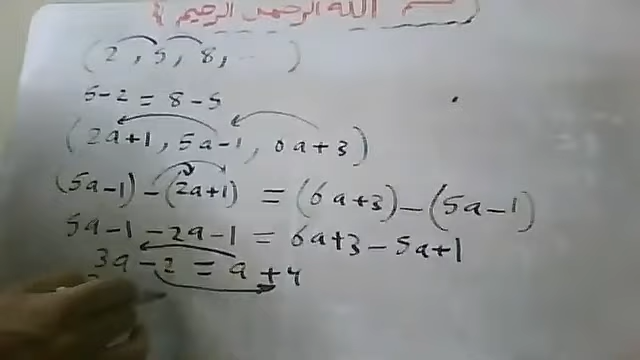 بسم الله الرحمن الرحيم
(2, 5, 8, ...)
5-2 = 8-5
(2a+1, 5a-1, 6a+3)
(5a-1)-(2a+1) = (6a+3)-(5a-1)
5a-1-2a-1 = 6a+3-5a+1
3a-2 = a+4